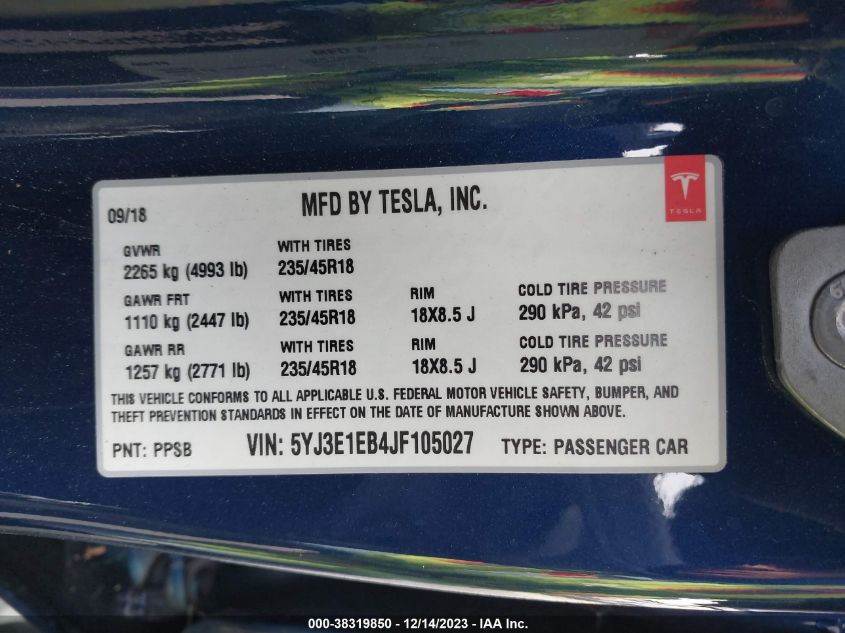 09/18
MFD BY TESLA, INC.
TESLA
GVWR
2265 kg (4993 lb)
WITH TIRES
235/45R18
GAWR FRT
1110 kg (2447 lb)
WITH TIRES
235/45R18
RIM
18X8.5 J
COLD TIRE PRESSURE
290 kPa, 42 psi
GAWR RR
1257 kg (2771 lb)
WITH TIRES
235/45R18
RIM
18X8.5 J
COLD TIRE PRESSURE
290 kPa, 42 psi
THIS VEHICLE CONFORMS TO ALL APPLICABLE U.S. FEDERAL MOTOR VEHICLE SAFETY, BUMPER, AND
THEFT PREVENTION STANDARDS IN EFFECT ON THE DATE OF MANUFACTURE SHOWN ABOVE.
PNT: PPSB
VIN: 5YJ3E1EB4JF105027
TYPE: PASSENGER CAR
000-38319850 - 12/14/2023 - IAA Inc.